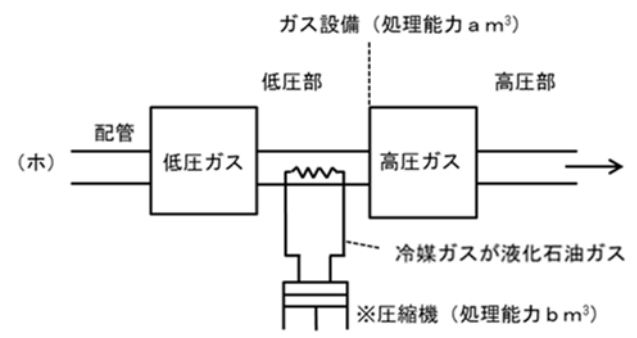 ガス設備（処理能力ａｍ³）
低圧部
高圧部
配管
（ホ）
低圧ガス
高圧ガス
冷媒ガスが液化石油ガス
※圧縮機（処理能力ｂｍ³）